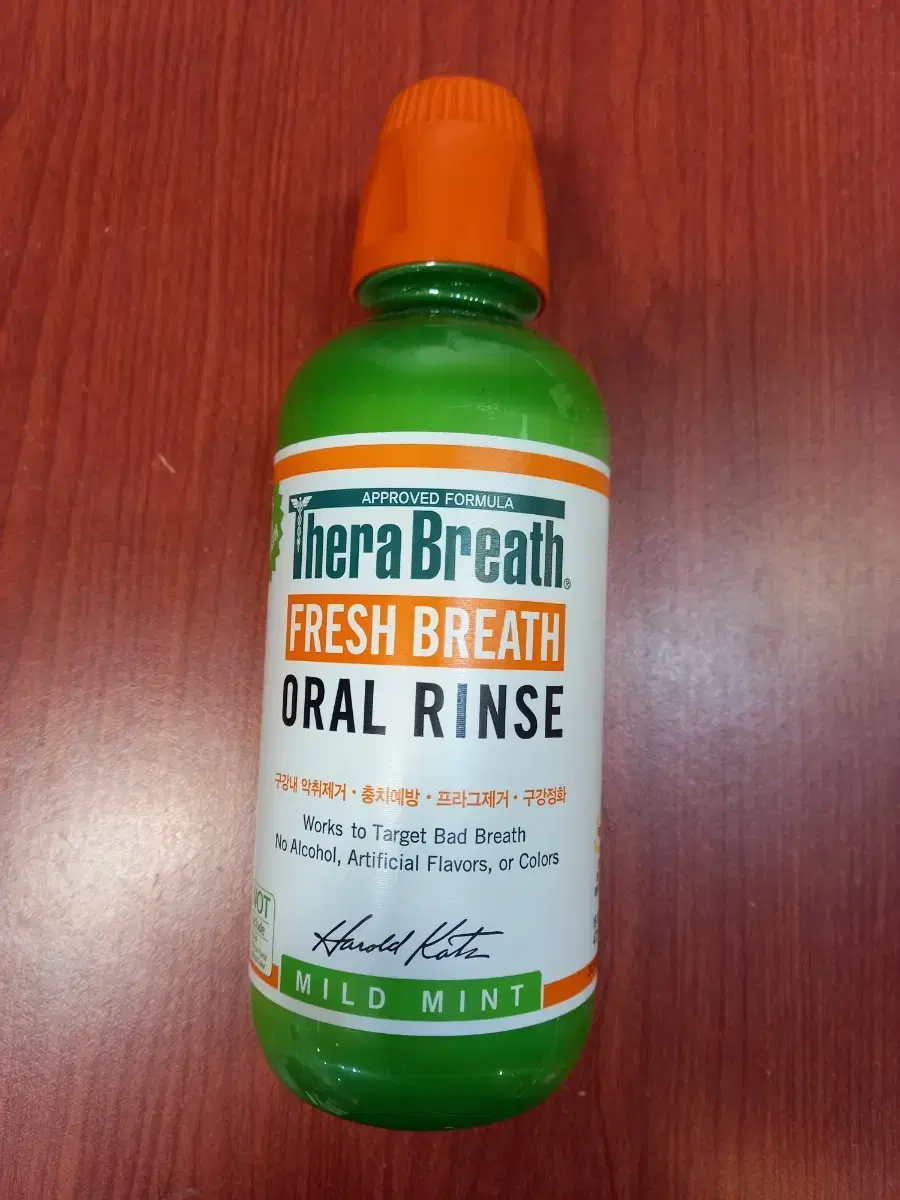 APPROVED FORMULA
TheraBreath®
FRESH BREATH
ORAL RINSE
구강내 악취제거 · 충치예방 · 프라그제거 · 구강정화
Works to Target Bad Breath
No Alcohol, Artificial Flavors, or Colors
Harold Katz
MILD MINT